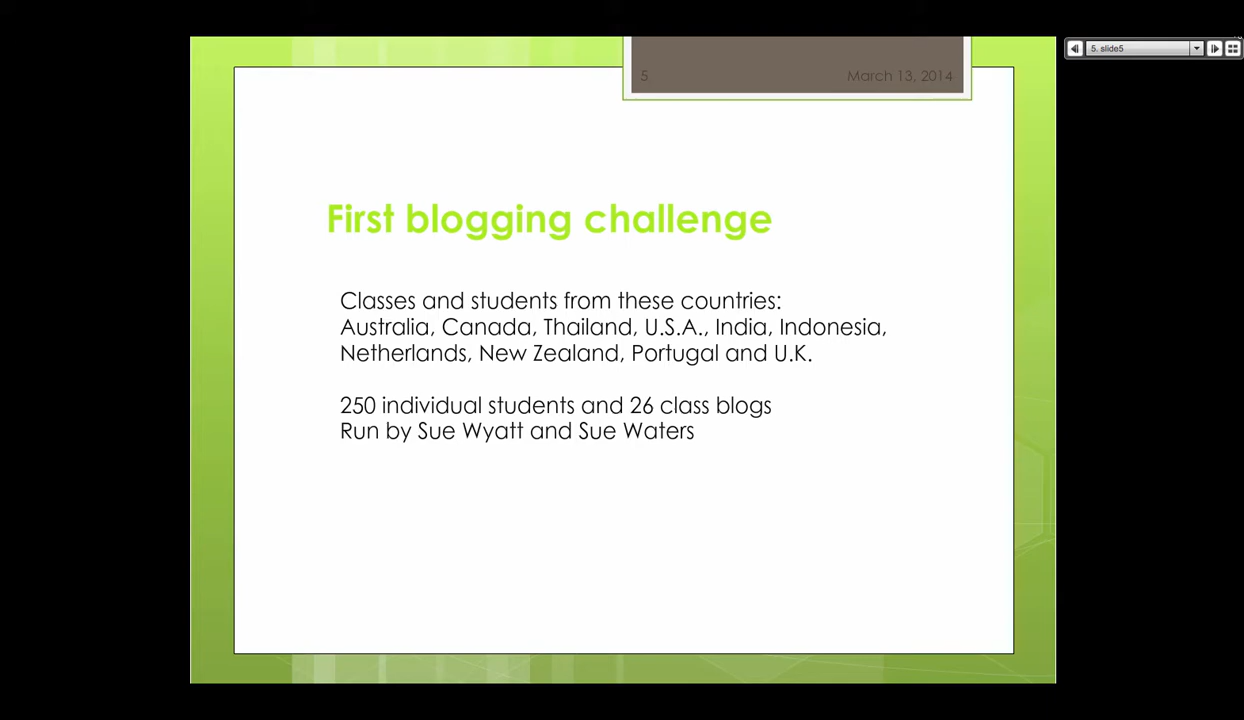 5. slide5
5 March 13, 2014
First blogging challenge
Classes and students from these countries:
Australia, Canada, Thailand, U.S.A., India, Indonesia,
Netherlands, New Zealand, Portugal and U.K.
250 individual students and 26 class blogs
Run by Sue Wyatt and Sue Waters